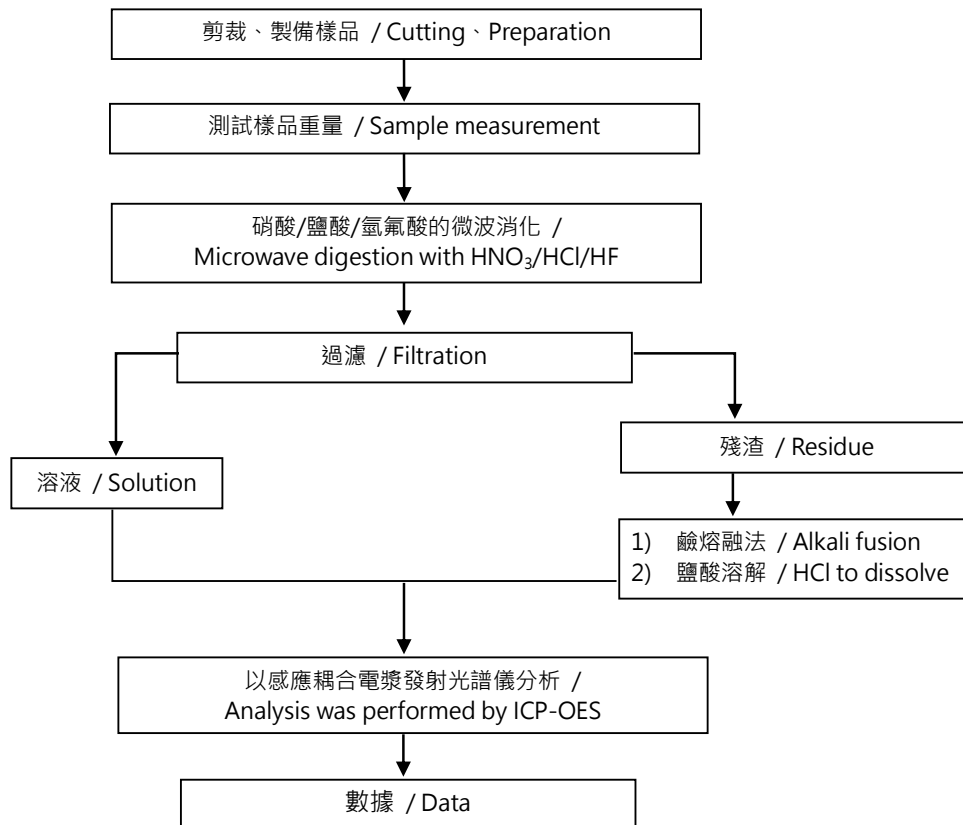 剪裁、製備樣品 / Cutting、Preparation
測試樣品重量 / Sample measurement
硝酸/鹽酸/氫氟酸的微波消化 /
Microwave digestion with HNO₃/HCl/HF
過濾 / Filtration
溶液 / Solution
殘渣 / Residue
1) 鹼熔融法 / Alkali fusion
2) 鹽酸溶解 / HCl to dissolve
以感應耦合電漿發射光譜儀分析 /
Analysis was performed by ICP-OES
數據 / Data